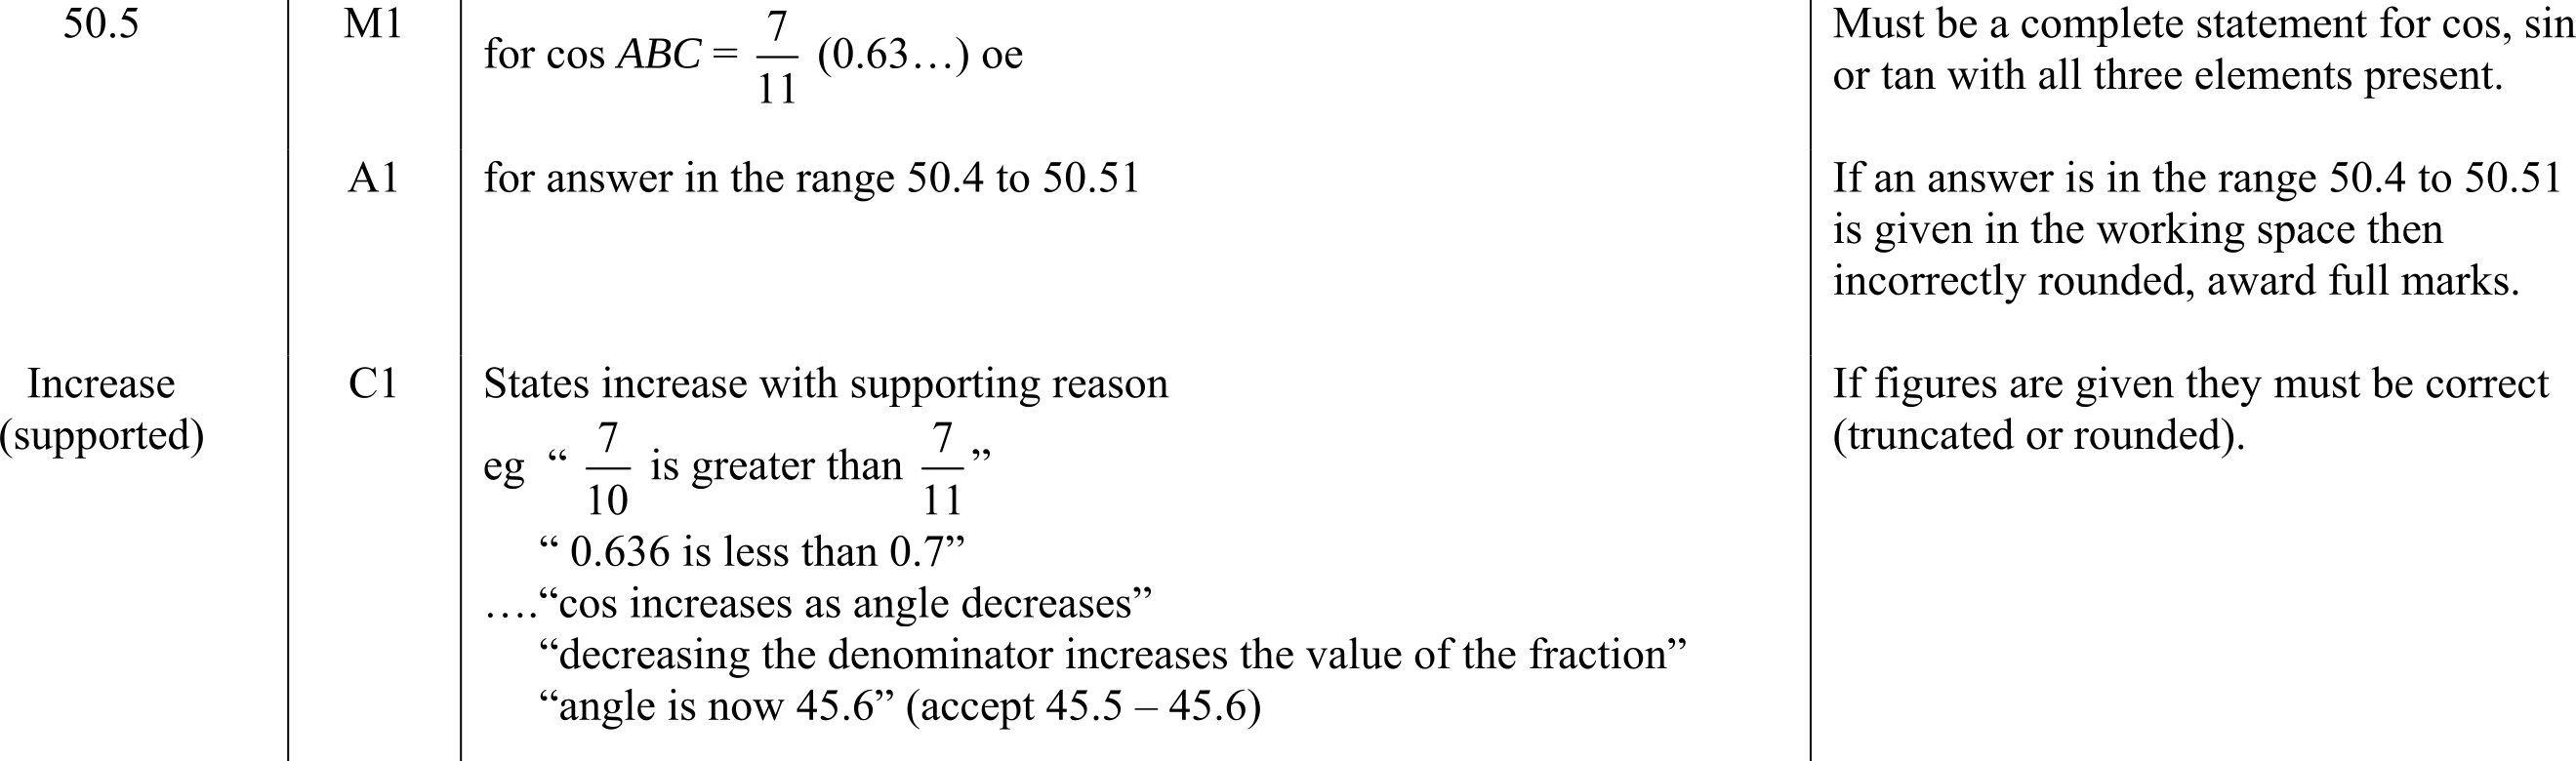 50.5 M1 for cos ABC = 7/11 (0.63…) oe Must be a complete statement for cos, sin
or tan with all three elements present.
A1 for answer in the range 50.4 to 50.51 If an answer is in the range 50.4 to 50.51
is given in the working space then
incorrectly rounded, award full marks.
Increase C1 States increase with supporting reason If figures are given they must be correct
(supported) (truncated or rounded).
eg “ 7/10 is greater than 7/11”
“ 0.636 is less than 0.7”
….“cos increases as angle decreases”
“decreasing the denominator increases the value of the fraction”
“angle is now 45.6” (accept 45.5 – 45.6)